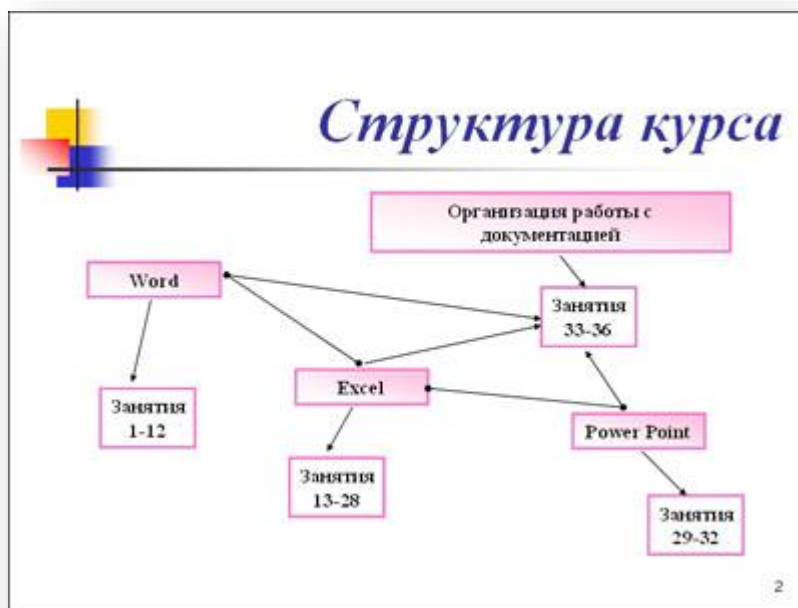 Структура курса
Организация работы с
документацией
Word
Занятия
33-36
Excel
Занятия
1-12
Power Point
Занятия
13-28
Занятия
29-32
2